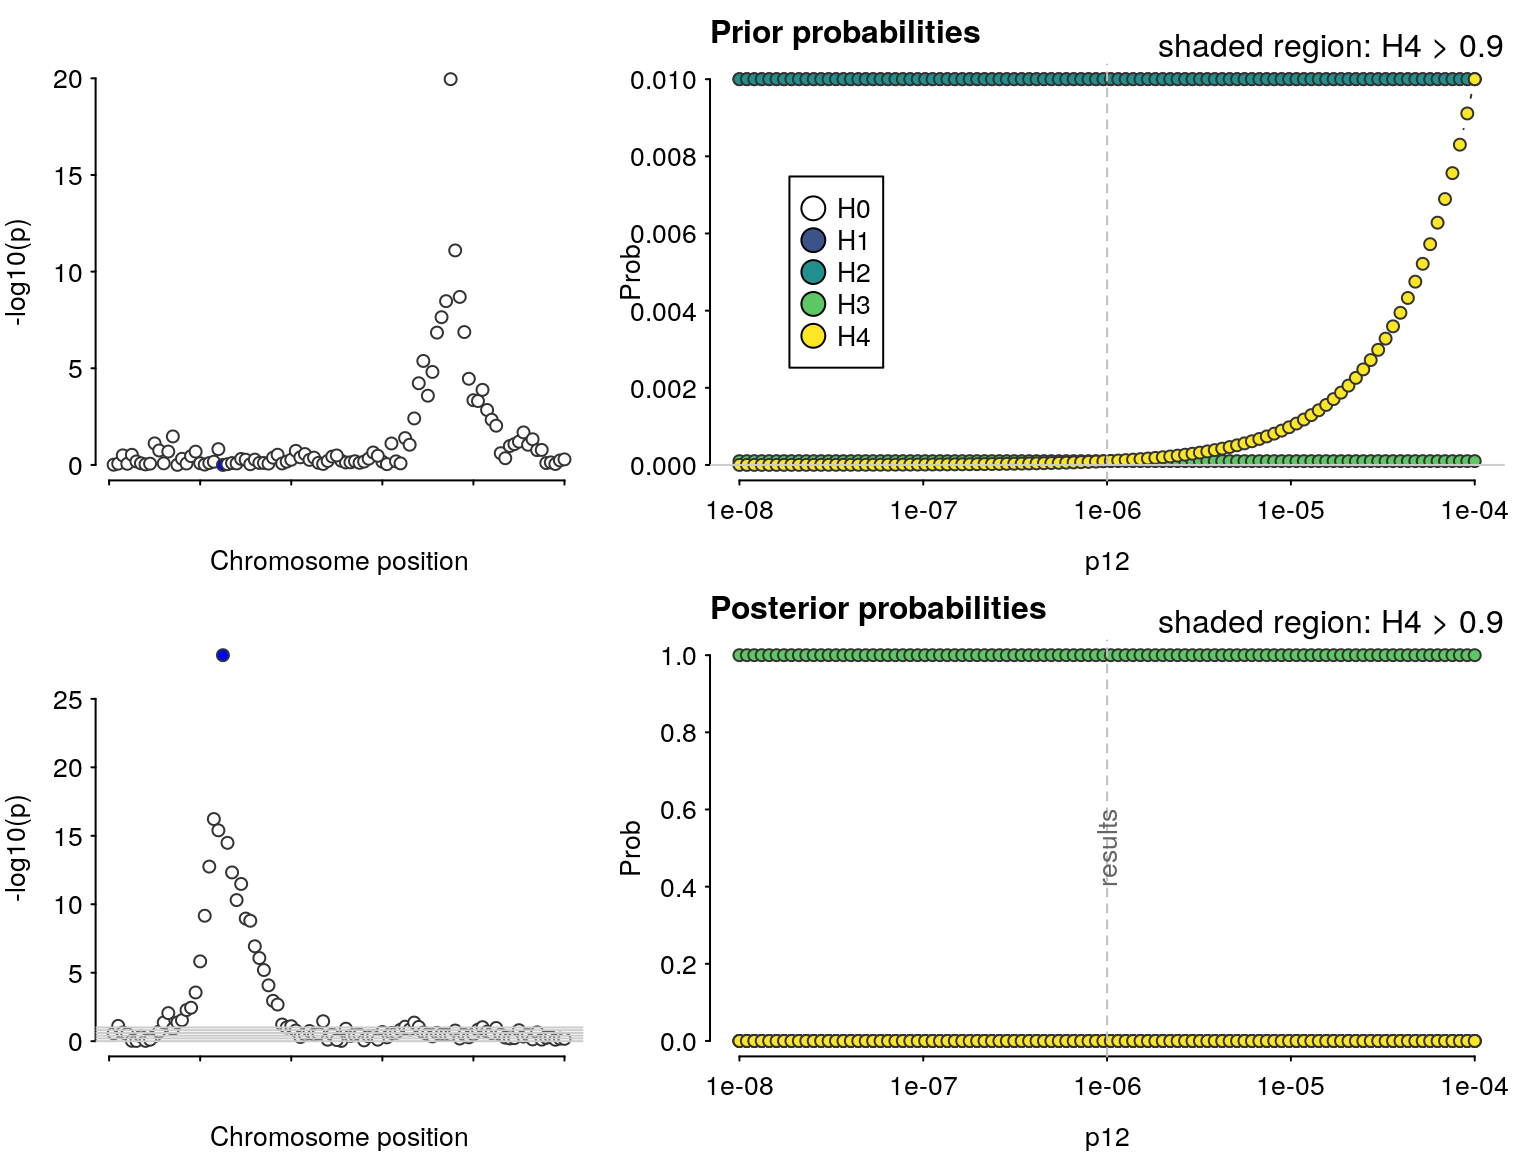 Prior probabilities
shaded region: H4 > 0.9
20
15
10
5
0
-log10(p)
Chromosome position
0.010
0.008
0.006
0.004
0.002
0.000
Prob
H0
H1
H2
H3
H4
1e-08 1e-07 1e-06 1e-05 1e-04
p12
Posterior probabilities
shaded region: H4 > 0.9
25
20
15
10
5
0
-log10(p)
Chromosome position
1.0
0.8
0.6
0.4
0.2
0.0
Prob
results
1e-08 1e-07 1e-06 1e-05 1e-04
p12